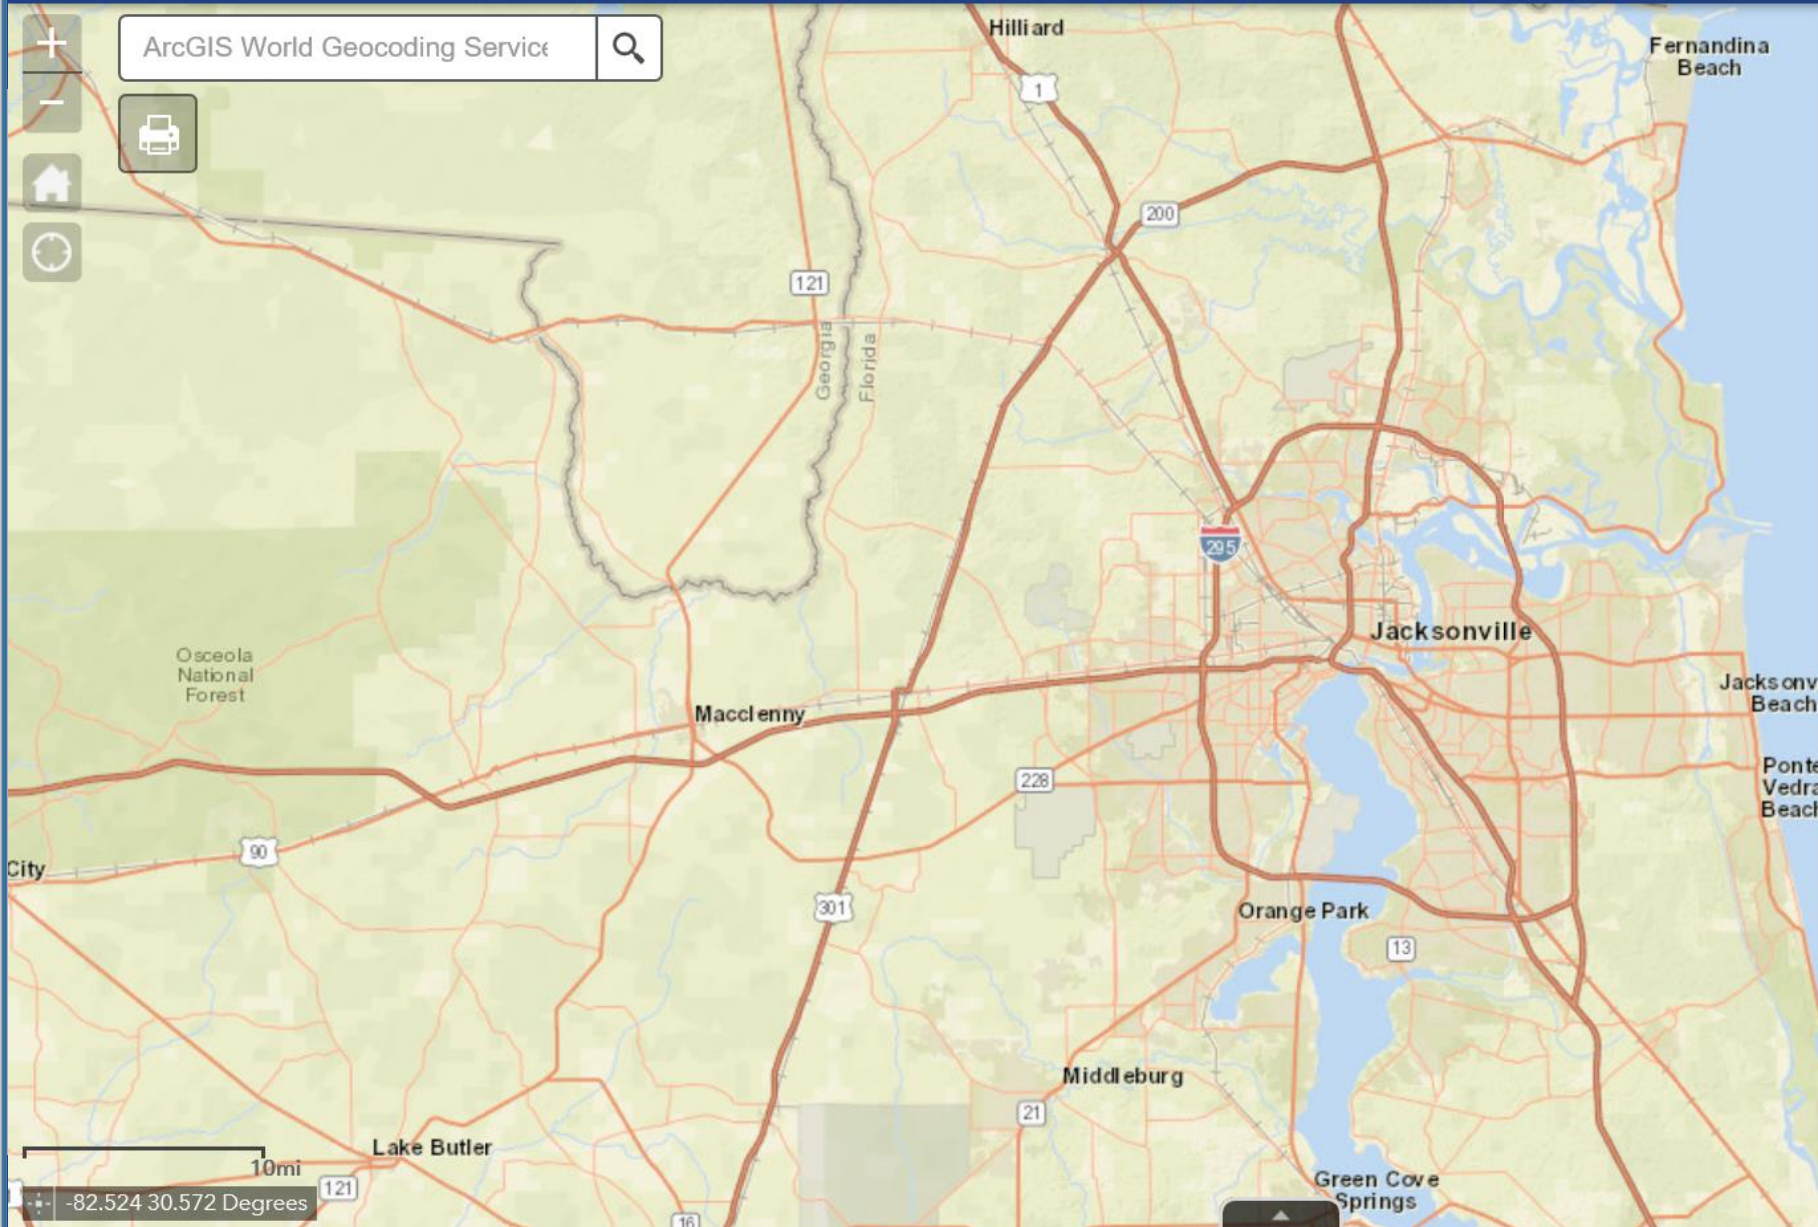 ArcGIS World Geocoding Service
Hilliard
Fernandina
Beach
1
200
121
Georgia
Florida
295
Jacksonville
Osceola
National
Forest
Jacksonv
Beach
Macclenny
228
Ponte
Vedra
Beach
90
City
301
Orange Park
13
Middleburg
21
Lake Butler
10mi
121
Green Cove
Springs
-82.524 30.572 Degrees
16